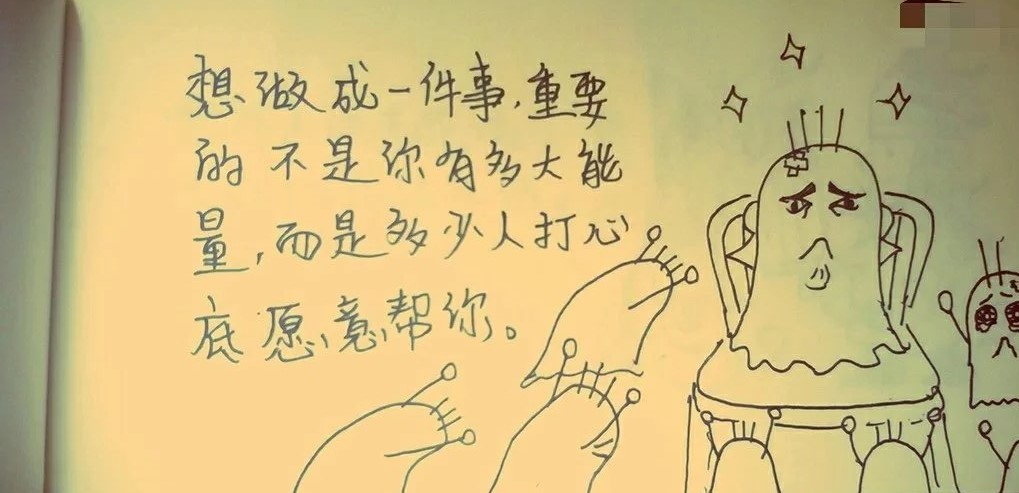 想做成一件事，重要
的不是你有多大能
量，而是多少人打心
底愿意帮你。